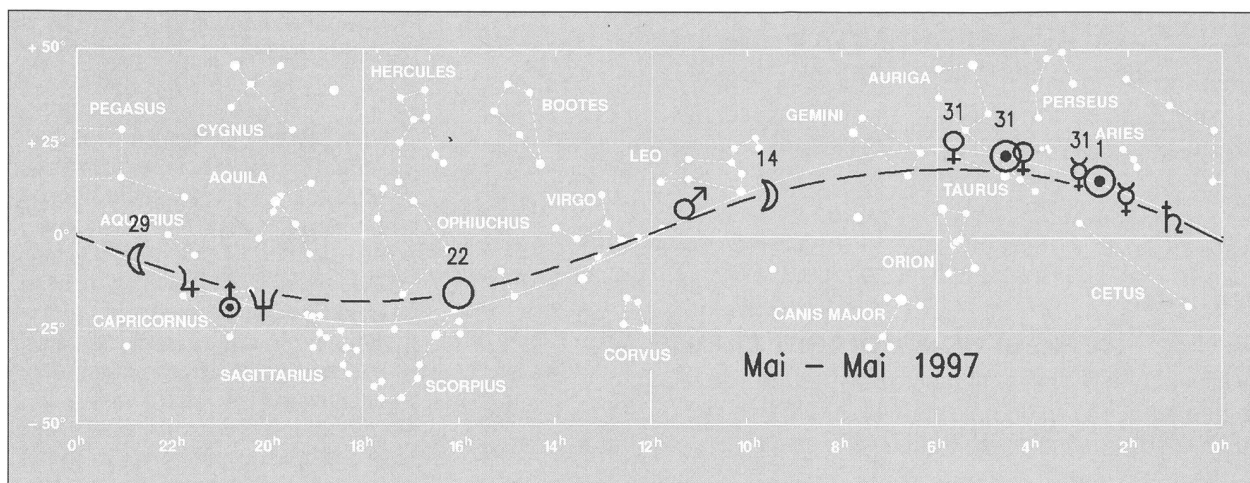 + 50°
HERCULES
AURIGA
PERSEUS
PEGASUS
BOOTES
GEMINI
31
31
CYGNUS
+ 25°
LEO
14
ARIES
31
1
AQUILA
VIRGO
TAURUS
AQUARIUS
OPHIUCHUS
29
22
0°
ORION
CETUS
CAPRICORNUS
CANIS MAJOR
− 25°
CORVUS
SAGITTARIUS
SCORPIUS
Mai – Mai 1997
− 50°
0h 22h 20h 18h 16h 14h 12h 10h 8h 6h 4h 2h 0h